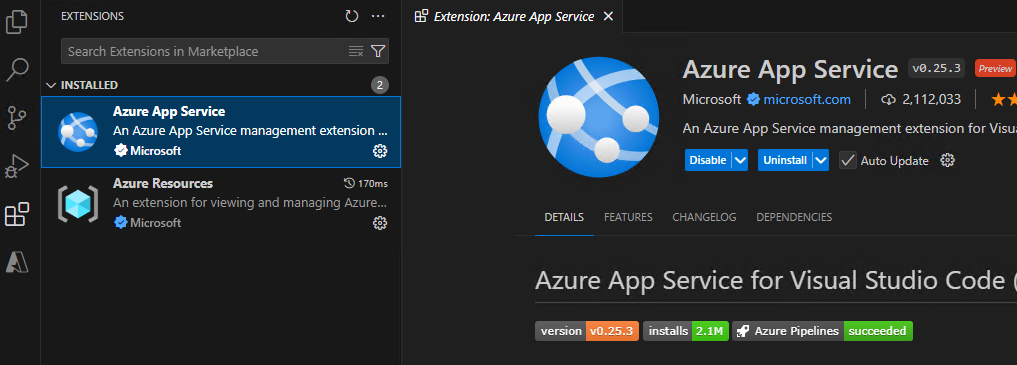 EXTENSIONS
Search Extensions in Marketplace
INSTALLED
2
Azure App Service
An Azure App Service management extension ...
Microsoft
Azure Resources
170ms
An extension for viewing and managing Azure...
Microsoft
Extension: Azure App Service
Azure App Service v0.25.3 Preview
Microsoft microsoft.com 2,112,033
An Azure App Service management extension for Visu
Disable Uninstall Auto Update
DETAILS FEATURES CHANGELOG DEPENDENCIES
Azure App Service for Visual Studio Code (
version v0.25.3 installs 2.1M Azure Pipelines succeeded